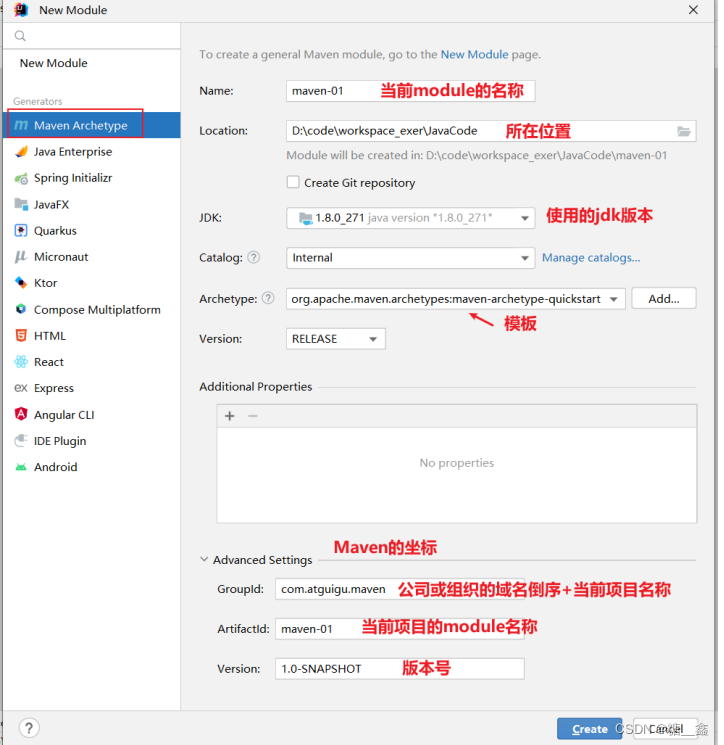 New Module
New Module
To create a general Maven module, go to the New Module page.
Generators
Maven Archetype
Java Enterprise
Spring Initializr
JavaFX
Quarkus
Micronaut
Ktor
Compose Multiplatform
HTML
React
ex Express
Angular CLI
IDE Plugin
Android
Name: maven-01 当前module的名称
Location: D:\code\workspace_exer\JavaCode 所在位置
Module will be created in: D:\code\workspace_exer\JavaCode\maven-01
Create Git repository
JDK: 1.8.0_271 java version "1.8.0_271" 使用的jdk版本
Catalog: ? Internal Manage catalogs...
Archetype: ? org.apache.maven.archetypes:maven-archetype-quickstart Add...
模板
Version: RELEASE
Additional Properties
No properties
Maven的坐标
Advanced Settings
GroupId: com.atguigu.maven 公司或组织的域名倒序+当前项目名称
ArtifactId: maven-01 当前项目的module名称
Version: 1.0-SNAPSHOT 版本号
? Create Cancel
CSDN